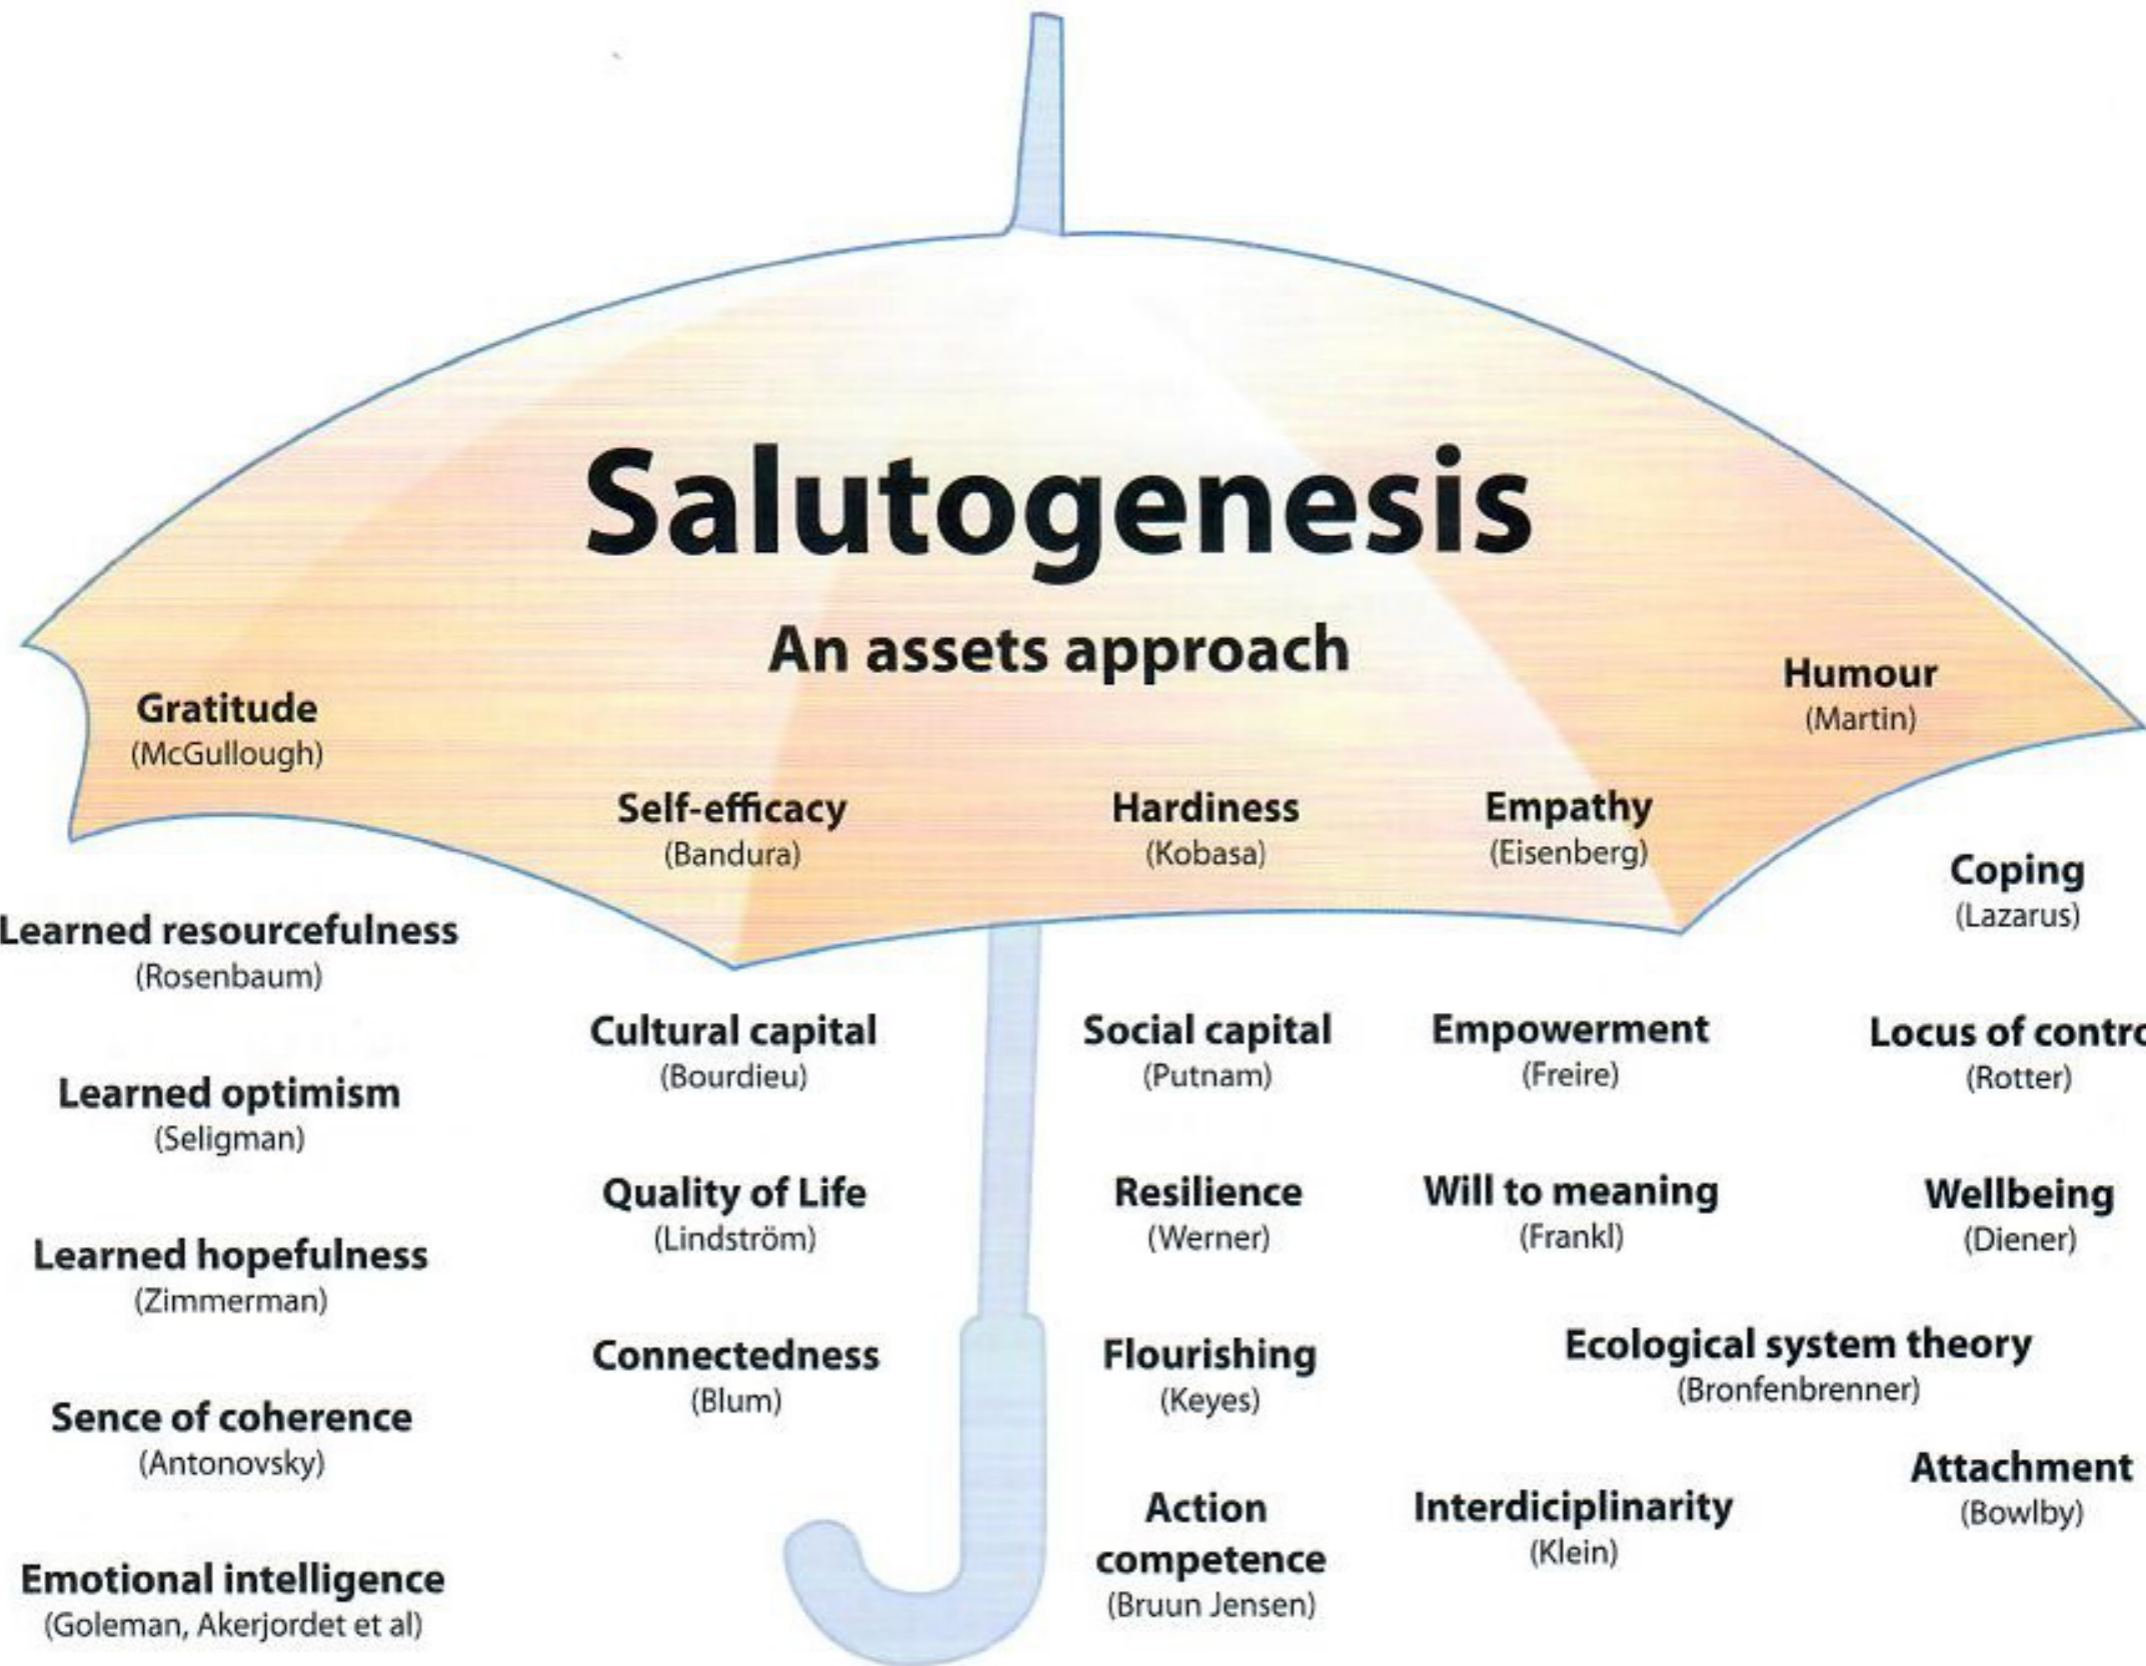 Salutogenesis
An assets approach
Gratitude
(McGullough)
Self-efficacy
(Bandura)
Hardiness
(Kobasa)
Empathy
(Eisenberg)
Humour
(Martin)
Coping
(Lazarus)
Learned resourcefulness
(Rosenbaum)
Learned optimism
(Seligman)
Learned hopefulness
(Zimmerman)
Sence of coherence
(Antonovsky)
Emotional intelligence
(Goleman, Akerjordet et al)
Cultural capital
(Bourdieu)
Quality of Life
(Lindström)
Connectedness
(Blum)
Social capital
(Putnam)
Resilience
(Werner)
Flourishing
(Keyes)
Action
competence
(Bruun Jensen)
Empowerment
(Freire)
Will to meaning
(Frankl)
Locus of contro
(Rotter)
Wellbeing
(Diener)
Ecological system theory
(Bronfenbrenner)
Interdiciplinarity
(Klein)
Attachment
(Bowlby)